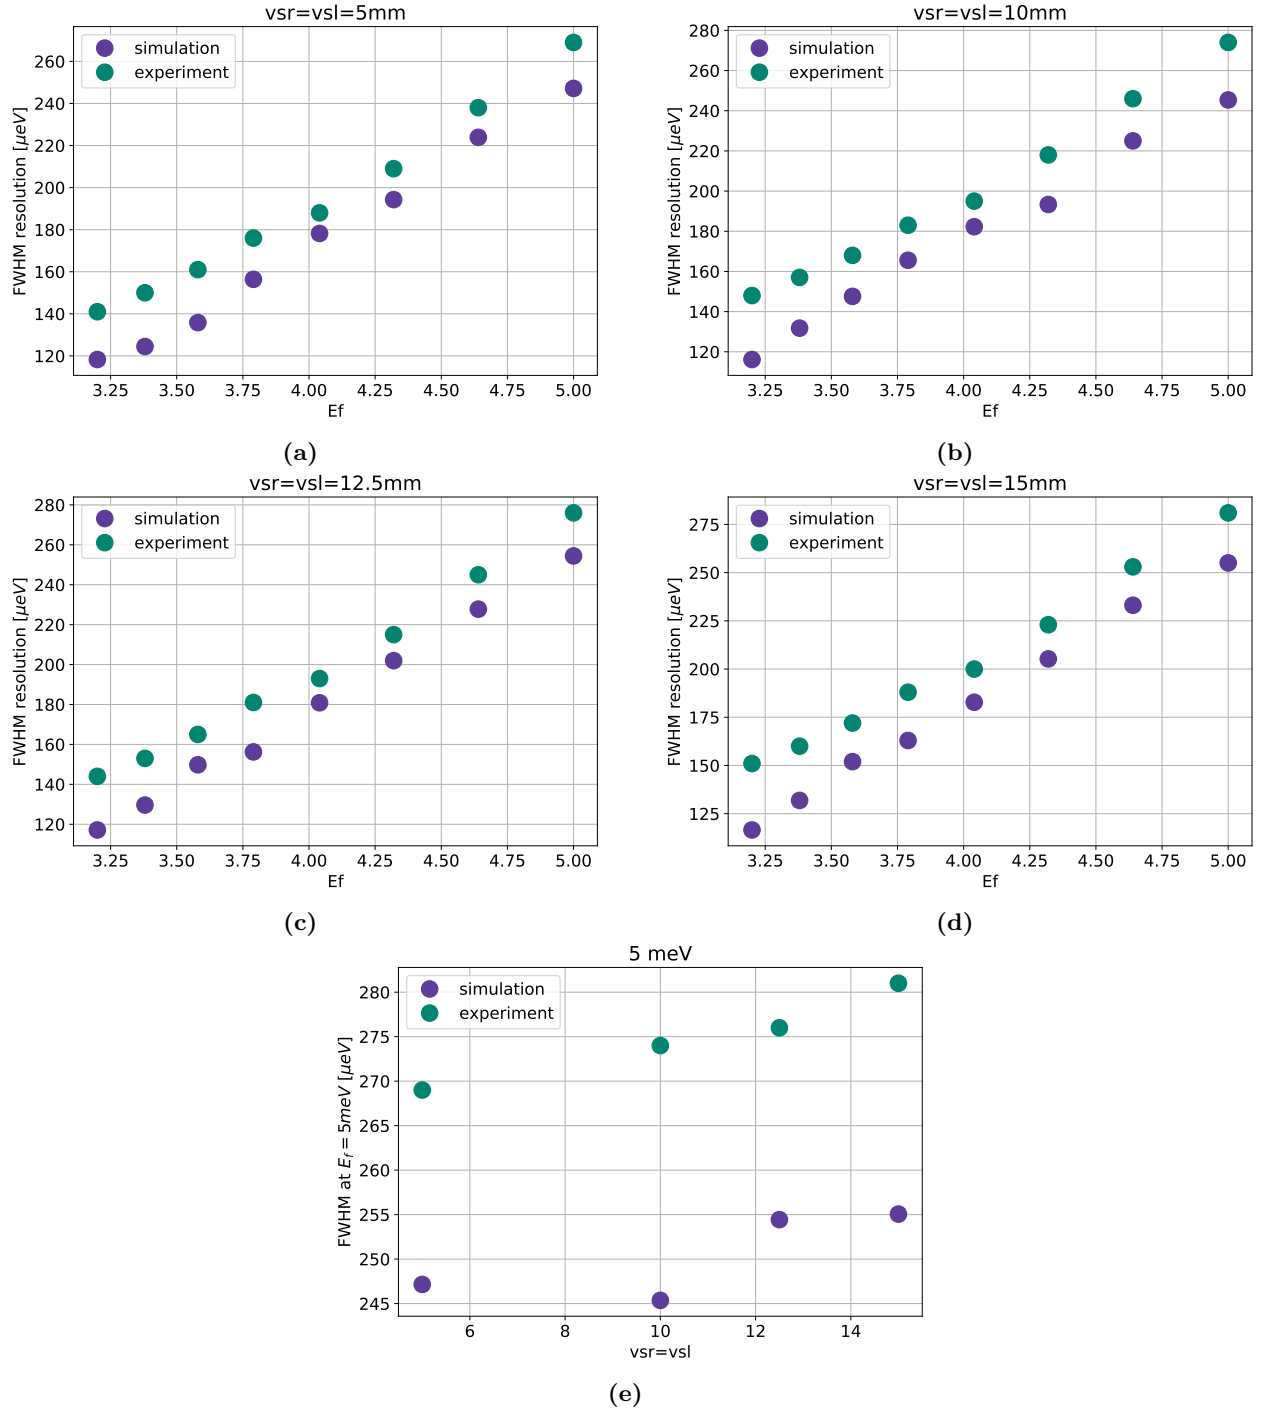 vsr=vsl=5mm
simulation
experiment
FWHM resolution [μeV]
260
240
220
200
180
160
140
120
3.25 3.50 3.75 4.00 4.25 4.50 4.75 5.00
Ef
(a)
vsr=vsl=10mm
simulation
experiment
FWHM resolution [μeV]
280
260
240
220
200
180
160
140
120
3.25 3.50 3.75 4.00 4.25 4.50 4.75 5.00
Ef
(b)
vsr=vsl=12.5mm
simulation
experiment
FWHM resolution [μeV]
280
260
240
220
200
180
160
140
120
3.25 3.50 3.75 4.00 4.25 4.50 4.75 5.00
Ef
(c)
vsr=vsl=15mm
simulation
experiment
FWHM resolution [μeV]
275
250
225
200
175
150
125
3.25 3.50 3.75 4.00 4.25 4.50 4.75 5.00
Ef
(d)
5 meV
simulation
experiment
FWHM at E_f = 5meV [μeV]
280
275
270
265
260
255
250
245
6 8 10 12 14
vsr=vsl
(e)